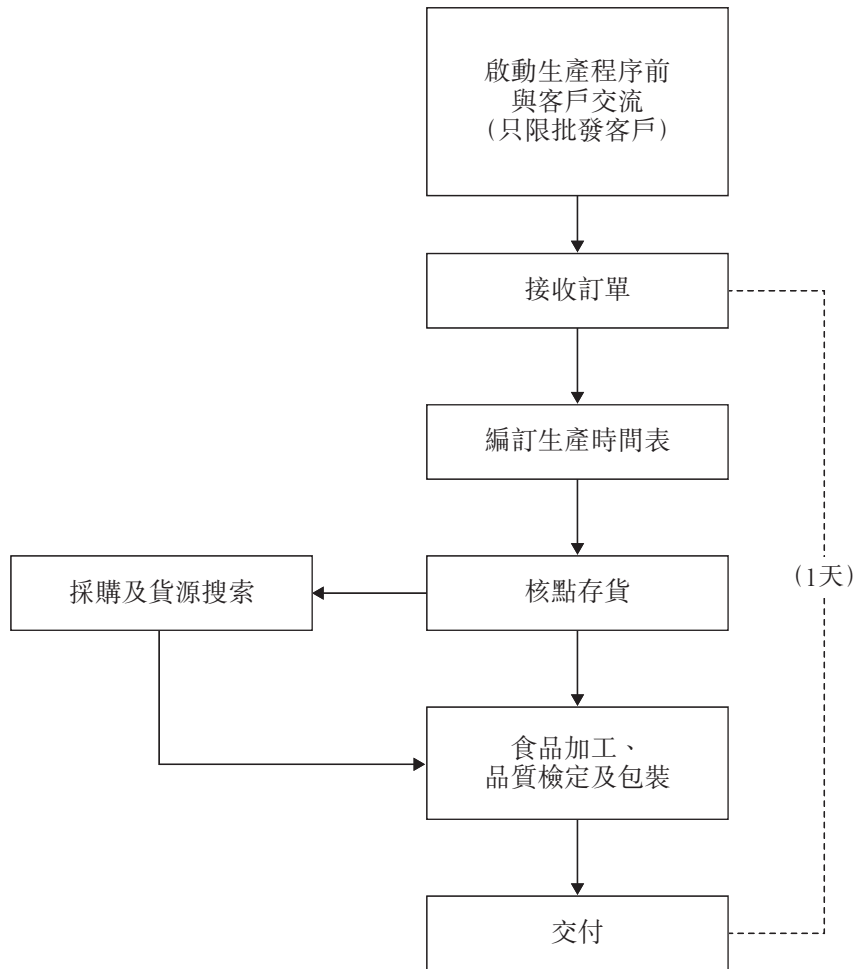 啟動生產程序前
與客戶交流
(只限批發客戶)
接收訂單
編訂生產時間表
採購及貨源搜索
核點存貨
(1天)
食品加工、
品質檢定及包裝
交付